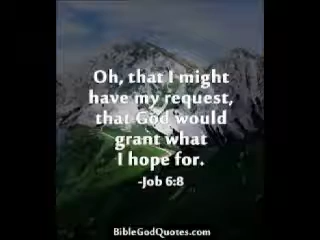 Oh, that I might
have my request,
that God would
grant what
I hope for.
-Job 6:8
BibleGodQuotes.com